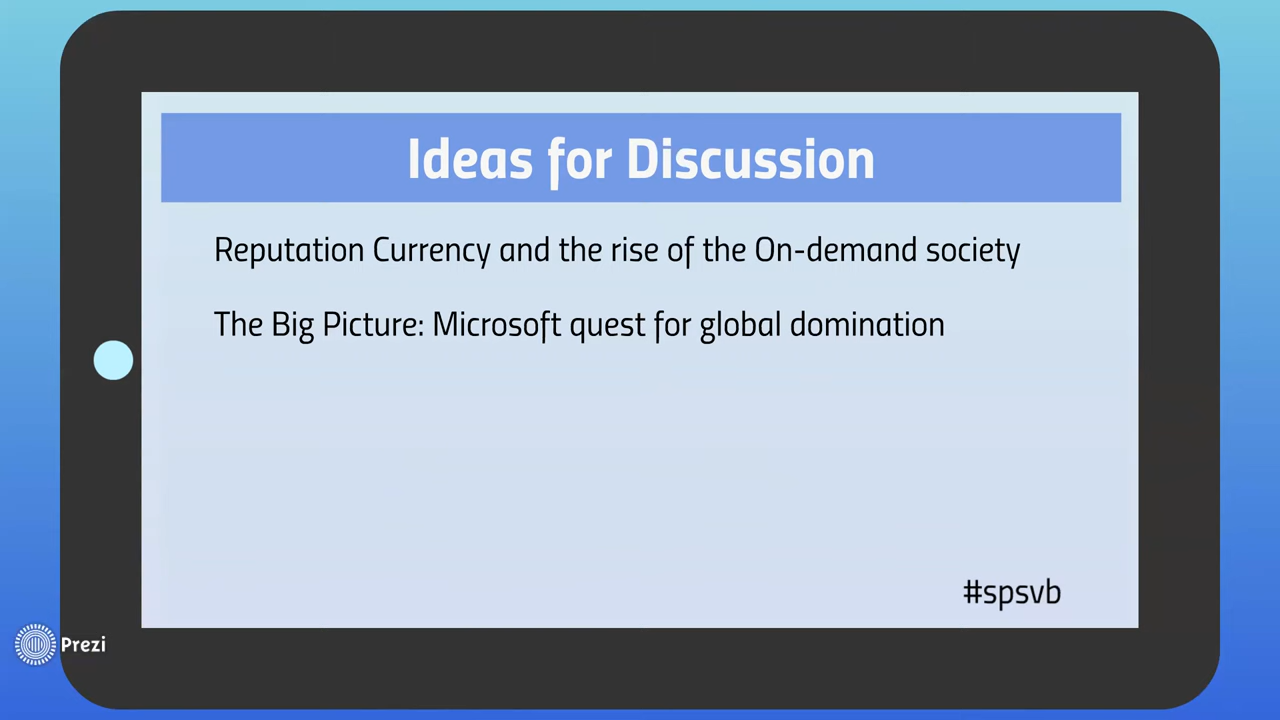 Ideas for Discussion
Reputation Currency and the rise of the On-demand society
The Big Picture: Microsoft quest for global domination
#spsvb
Prezi